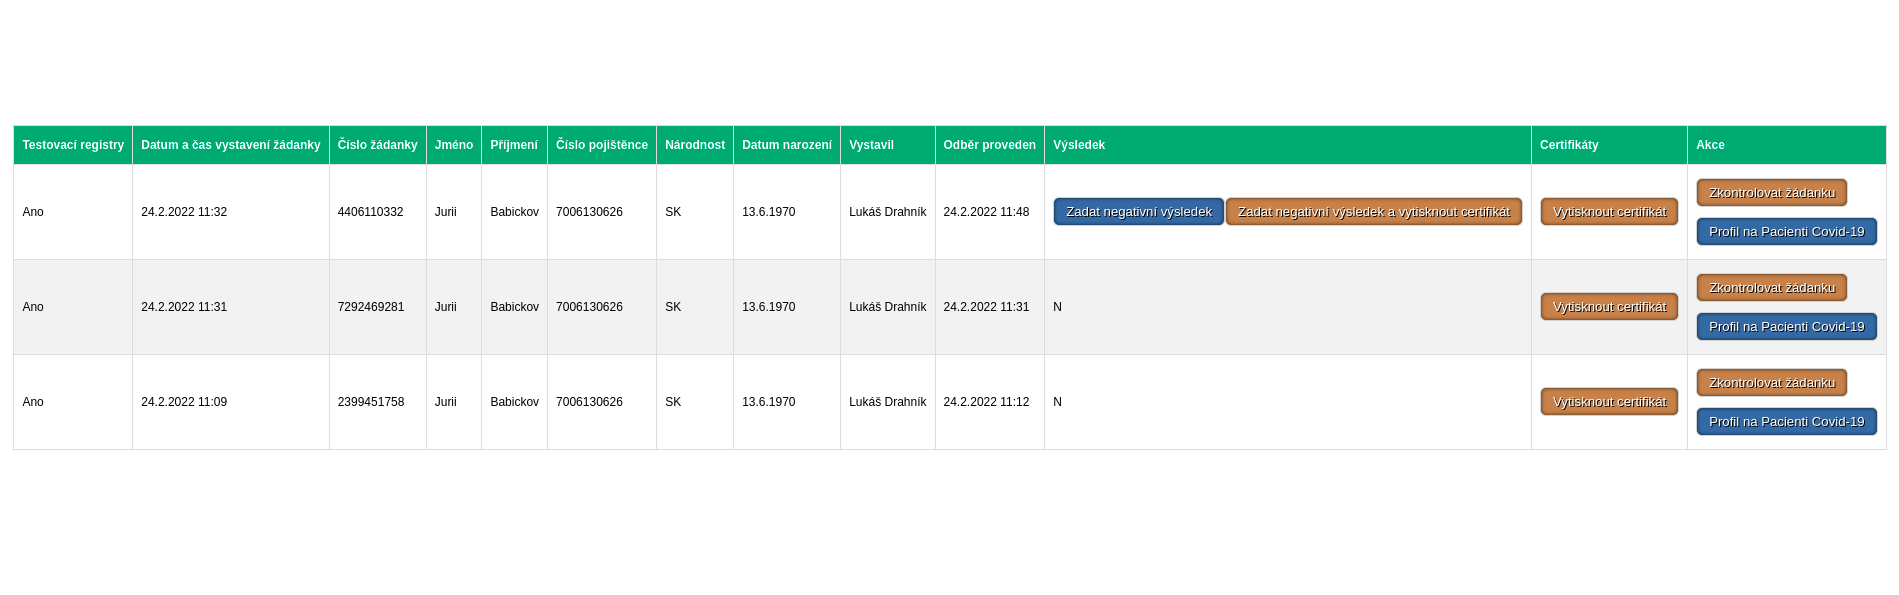 Testovací registry Datum a čas vystavení žádanky Číslo žádanky Jméno Příjmení Číslo pojištěnce Národnost Datum narození Vystavil Odběr proveden Výsledek Certifikáty Akce
Ano 24.2.2022 11:32 4406110332 Jurii Babickov 7006130626 SK 13.6.1970 Lukáš Drahník 24.2.2022 11:48 Zadat negativní výsledek Zadat negativní výsledek a vytisknout certifikát Vytisknout certifikát Zkontrolovat žádanku
Profil na Pacienti Covid-19
Ano 24.2.2022 11:31 7292469281 Jurii Babickov 7006130626 SK 13.6.1970 Lukáš Drahník 24.2.2022 11:31 N Vytisknout certifikát Zkontrolovat žádanku
Profil na Pacienti Covid-19
Ano 24.2.2022 11:09 2399451758 Jurii Babickov 7006130626 SK 13.6.1970 Lukáš Drahník 24.2.2022 11:12 N Vytisknout certifikát Zkontrolovat žádanku
Profil na Pacienti Covid-19